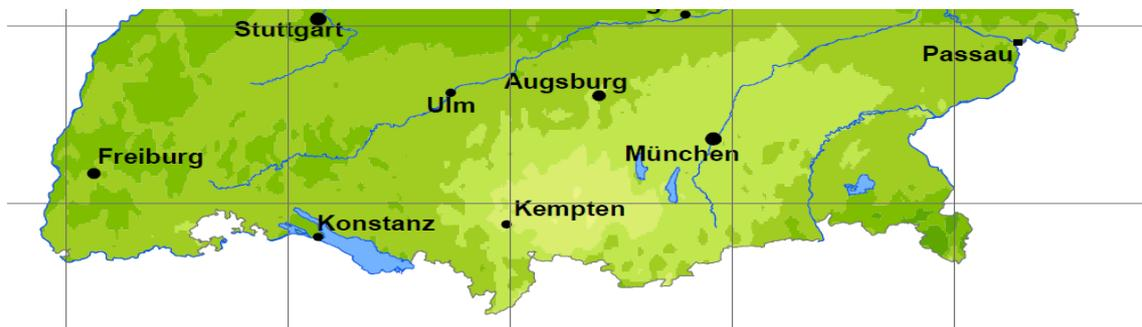 Stuttgart
Passau
Augsburg
Ulm
München
Freiburg
Kempten
Konstanz